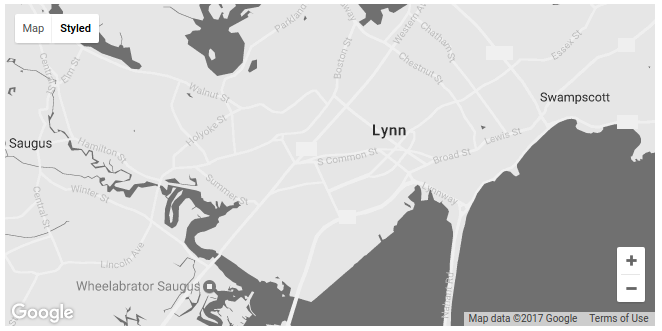 Map
Styled
Parkland
Boston St
Western Av
Chatham St
Essex St
Central St
Elm St
Walnut St
Chestnut St
Swampscott
Holyoke St
Lynn
Saugus
Hamilton St
S Common St
Broad St
Lewis St
Winter St
Summer St
Lynnway
Central St
Lincoln Ave
Wheelabrator Saugus
Nahant Rd
+
−
Google
Map data ©2017 Google
Terms of Use